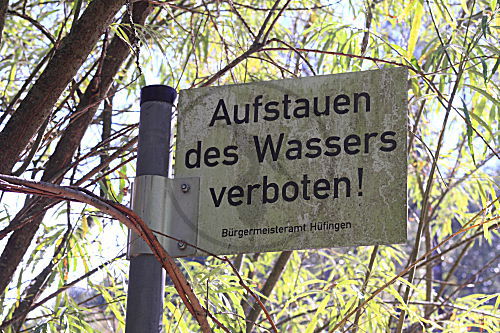 Aufstauen
des Wassers
verboten!
Bürgermeisteramt Hüfingen